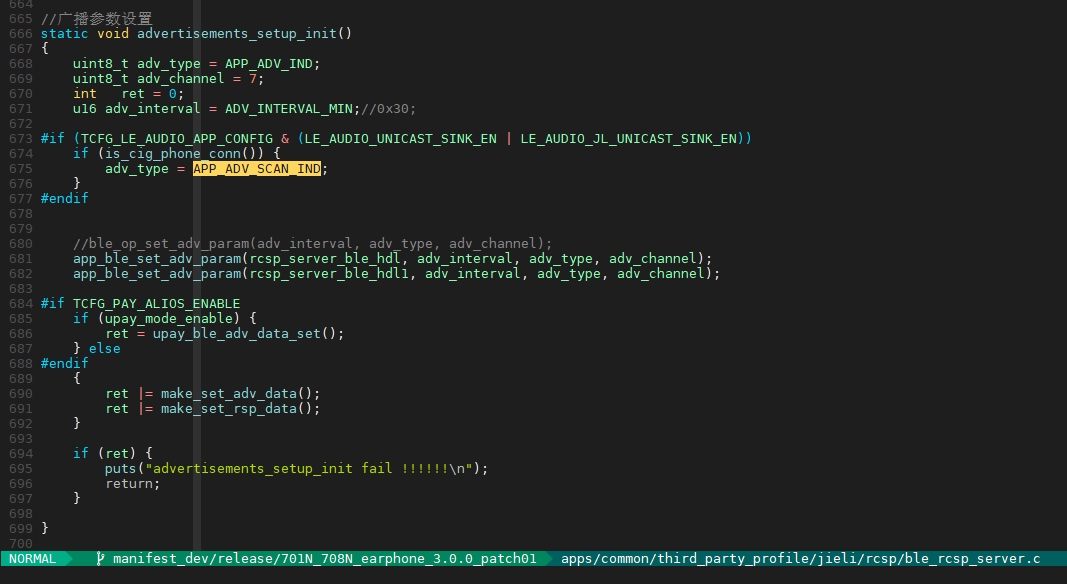 664
665 //广播参数设置
666 static void advertisements_setup_init()
667 {
668     uint8_t adv_type = APP_ADV_IND;
669     uint8_t adv_channel = 7;
670     int   ret = 0;
671     u16 adv_interval = ADV_INTERVAL_MIN;//0x30;
672
673 #if (TCFG_LE_AUDIO_APP_CONFIG & (LE_AUDIO_UNICAST_SINK_EN | LE_AUDIO_JL_UNICAST_SINK_EN))
674     if (is_cig_phone_conn()) {
675         adv_type = APP_ADV_SCAN_IND;
676     }
677 #endif
678
679
680     //ble_op_set_adv_param(adv_interval, adv_type, adv_channel);
681     app_ble_set_adv_param(rcsp_server_ble_hdl, adv_interval, adv_type, adv_channel);
682     app_ble_set_adv_param(rcsp_server_ble_hdl1, adv_interval, adv_type, adv_channel);
683
684 #if TCFG_PAY_ALIOS_ENABLE
685     if (upay_mode_enable) {
686         ret = upay_ble_adv_data_set();
687     } else
688 #endif
689     {
690         ret |= make_set_adv_data();
691         ret |= make_set_rsp_data();
692     }
693
694     if (ret) {
695         puts("advertisements_setup_init fail !!!!!!\n");
696         return;
697     }
698
699 }
700
NORMAL manifest_dev/release/701N_708N_earphone_3.0.0_patch01 apps/common/third_party_profile/jieli/rcsp/ble_rcsp_server.c